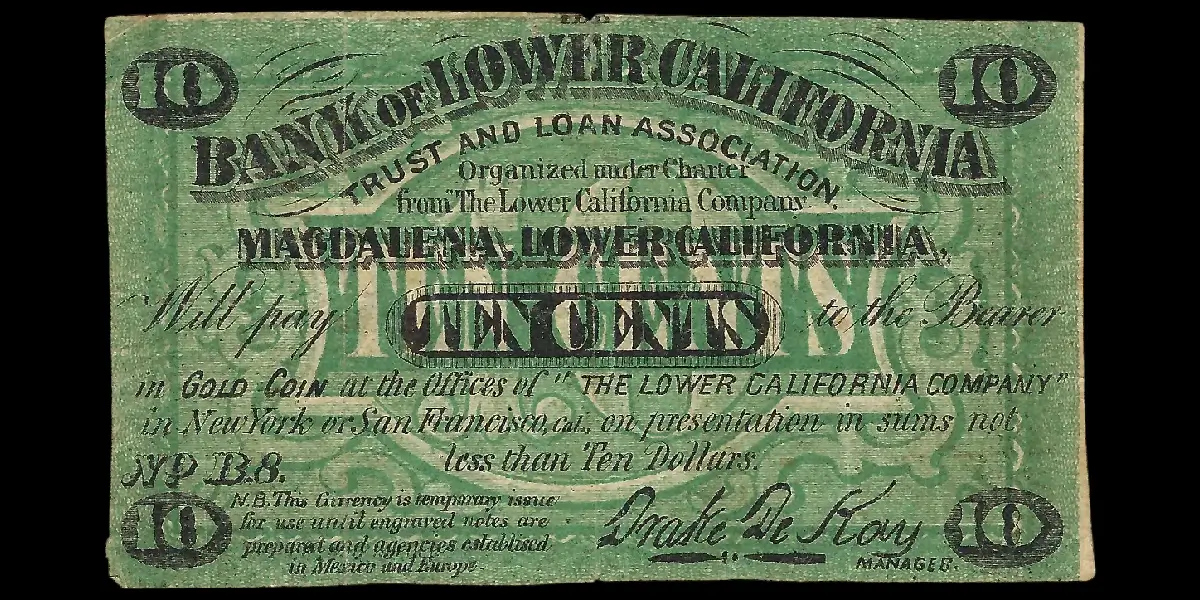 10 10
BANK OF LOWER CALIFORNIA
TRUST AND LOAN ASSOCIATION.
Organized under Charter
from "The Lower California Company
MAGDALENA, LOWER CALIFORNIA.
Will pay TEN CENTS to the Bearer
TEN CENTS
10
in GOLD COIN at the Offices of "THE LOWER CALIFORNIA COMPANY"
in New York or San Francisco, Cal., on presentation in sums not
less than Ten Dollars.
No. B.8.
N.B. This Currency is temporary issue
for use until engraved notes are
prepared and agencies establised
in Mexico and Europe
Drake De Kay
MANAGER.
10 10